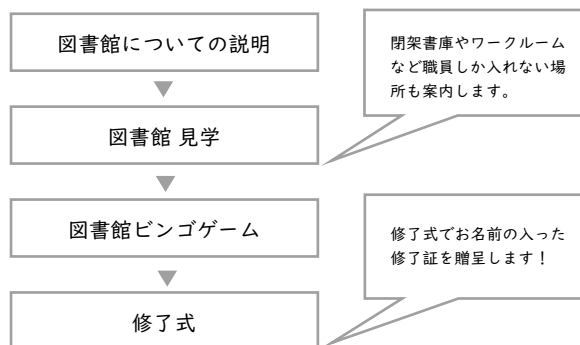 図書館についての説明
閉架書庫やワークルーム
など職員しか入れない場
所も案内します。
図書館 見学
図書館ビンゴゲーム
修了式でお名前の入った
修了証を贈呈します！
修了式